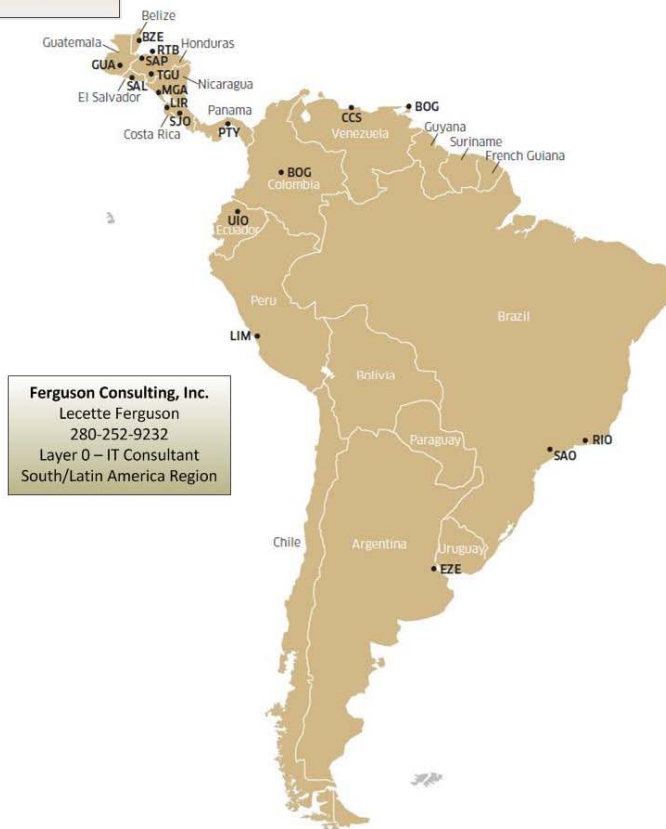 Belize
BZE
Guatemala
RTB
Honduras
SAP
GUA
TGU
SAL
Nicaragua
El Salvador
MGA
LIR
Panama
SJO
Costa Rica
PTY
CCS
BOG
Venezuela
Guyana
Suriname
French Guiana
BOG
Colombia
UIO
Ecuador
Peru
Brazil
LIM
Bolivia
Ferguson Consulting, Inc.
Lecette Ferguson
280-252-9232
Layer 0 – IT Consultant
South/Latin America Region
Paraguay
RIO
SAO
Chile
Argentina
Uruguay
EZE